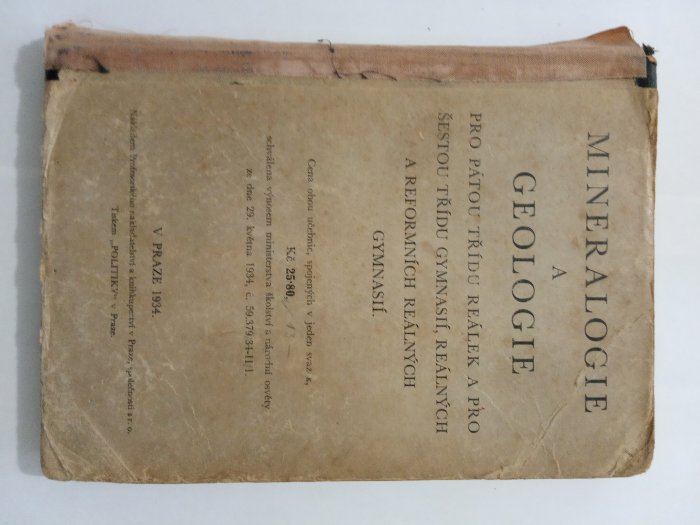 MINERALOGIE
A
GEOLOGIE
PRO PÁTOU TŘÍDU REÁLEK A PRO
ŠESTOU TŘÍDU GYMNASIÍ, REÁLNÝCH
A REFORMNÍCH REÁLNÝCH
GYMNASIÍ.
Cena obou učebnic, spojených v jeden svazek,
Kč 25·80,
schválena výnosem ministerstva školství a národní osvěty
ze dne 29. května 1934, č. 59.379/34-II/1.
V PRAZE 1934.
Nákladem Profesorského nakladatelství a knihkupectví v Praze, společnosti s r. o.
Tiskem „POLITIKY“ v Praze.